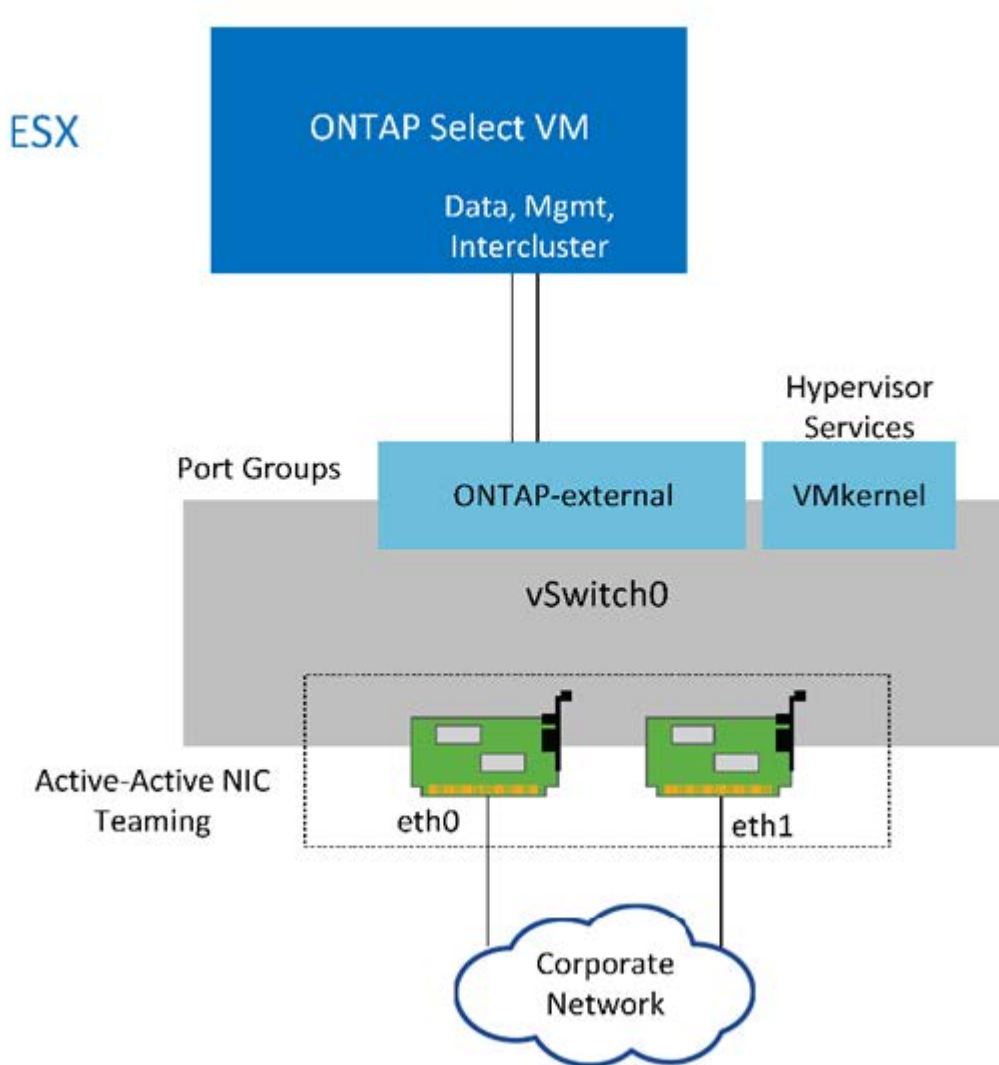 ESX
ONTAP Select VM
Data, Mgmt,
Intercluster
Hypervisor
Services
Port Groups
ONTAP-external
VMkernel
vSwitch0
Active-Active NIC
Teaming
eth0
eth1
Corporate
Network